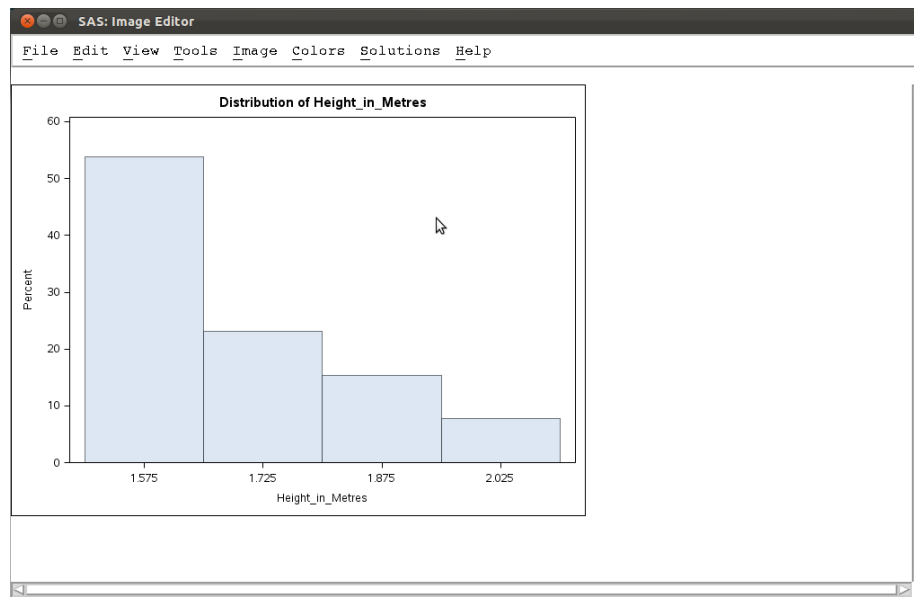 SAS: Image Editor
File Edit View Tools Image Colors Solutions Help
Distribution of Height_in_Metres
60
50
40
30
20
10
0
Percent
1.575 1.725 1.875 2.025
Height_in_Metres